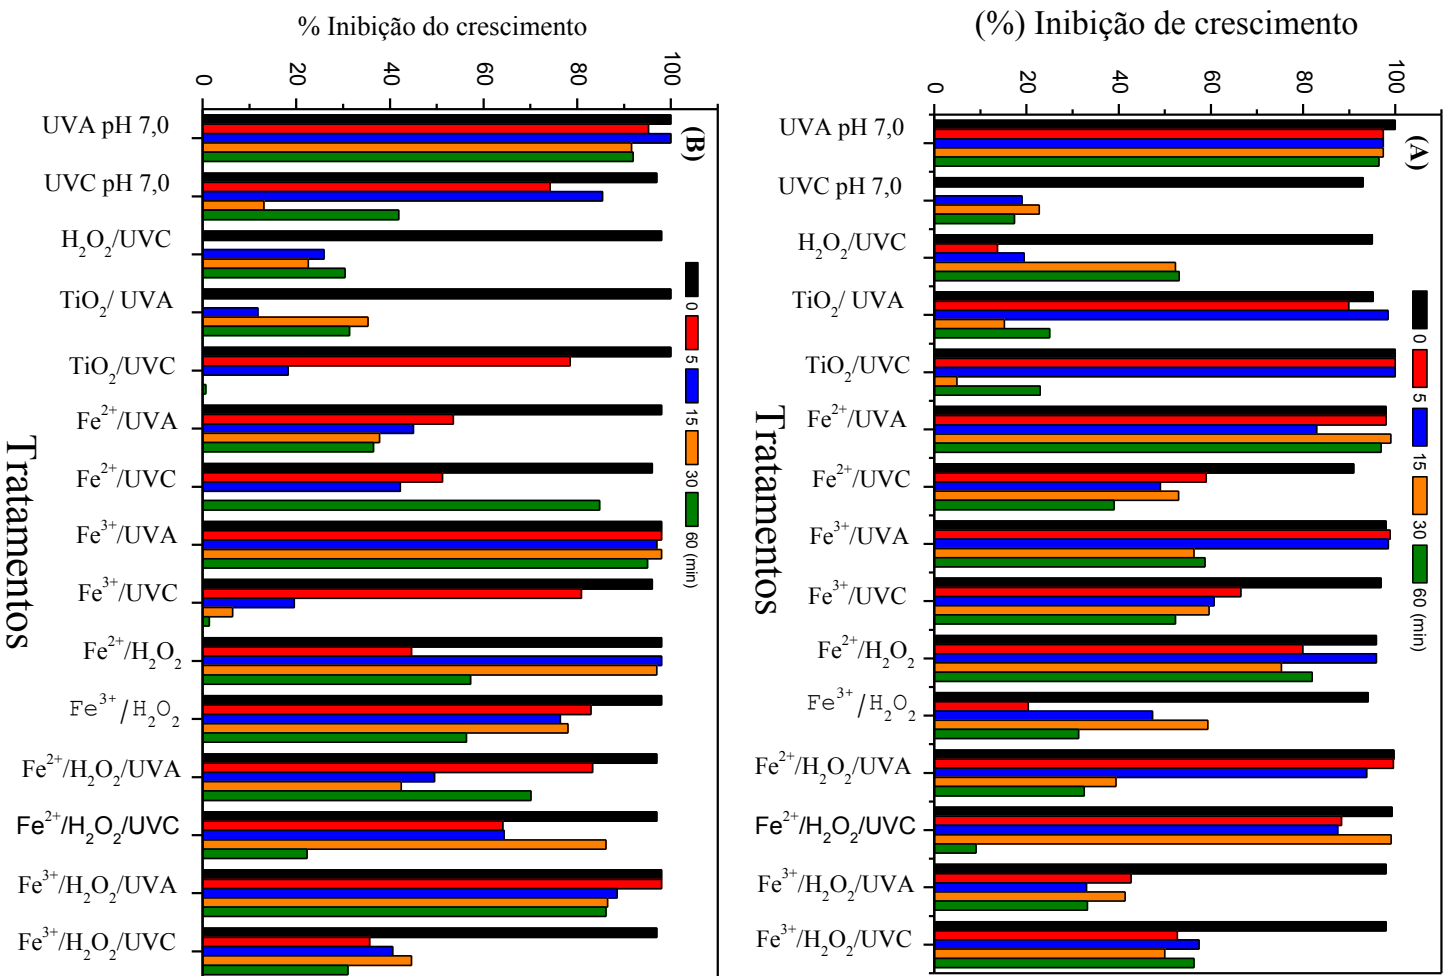 % Inibição do crescimento
0 20 40 60 80 100
(B)
0 5 15 30 60 (min)
UVA pH 7,0
UVC pH 7,0
H₂O₂/UVC
TiO₂/ UVA
TiO₂/UVC
Fe²⁺/UVA
Fe²⁺/UVC
Fe³⁺/UVA
Fe³⁺/UVC
Fe²⁺/H₂O₂
Fe³⁺/H₂O₂
Fe²⁺/H₂O₂/UVA
Fe²⁺/H₂O₂/UVC
Fe³⁺/H₂O₂/UVA
Fe³⁺/H₂O₂/UVC
Tratamentos
(%) Inibição de crescimento
0 20 40 60 80 100
(A)
0 5 15 30 60 (min)
UVA pH 7,0
UVC pH 7,0
H₂O₂/UVC
TiO₂/ UVA
TiO₂/UVC
Fe²⁺/UVA
Fe²⁺/UVC
Fe³⁺/UVA
Fe³⁺/UVC
Fe²⁺/H₂O₂
Fe³⁺/H₂O₂
Fe²⁺/H₂O₂/UVA
Fe²⁺/H₂O₂/UVC
Fe³⁺/H₂O₂/UVA
Fe³⁺/H₂O₂/UVC
Tratamentos